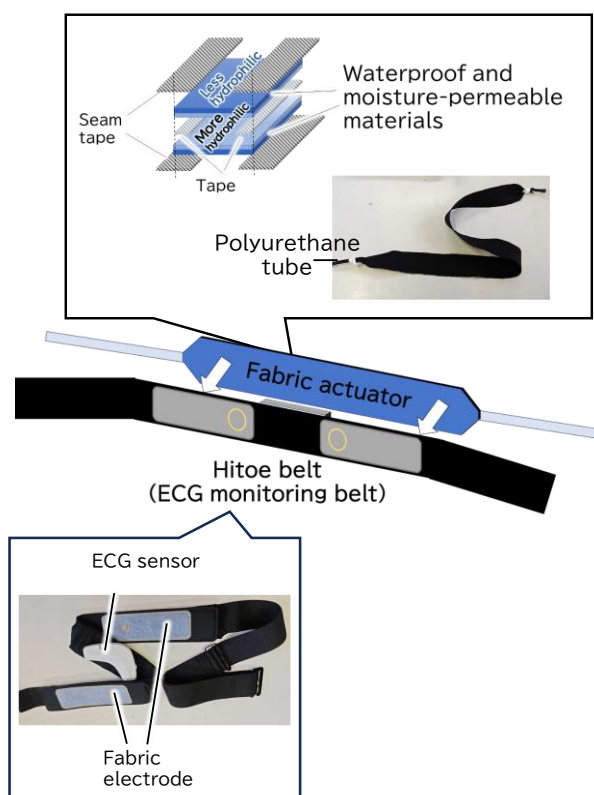 Less
hydrophilic
More
hydrophilic
Waterproof and
moisture-permeable
materials
Seam
tape
Tape
Polyurethane
tube
Fabric actuator
Hitoe belt
(ECG monitoring belt)
ECG sensor
Fabric
electrode